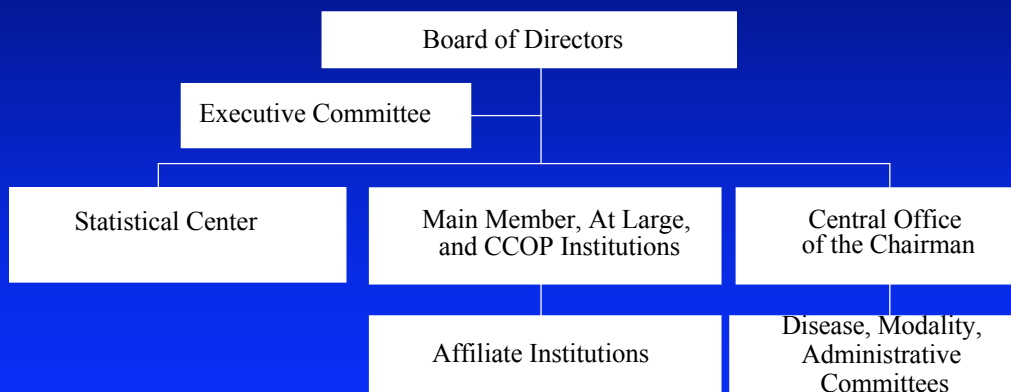 Board of Directors
Executive Committee
Statistical Center
Main Member, At Large,
and CCOP Institutions
Central Office
of the Chairman
Affiliate Institutions
Disease, Modality,
Administrative
Committees